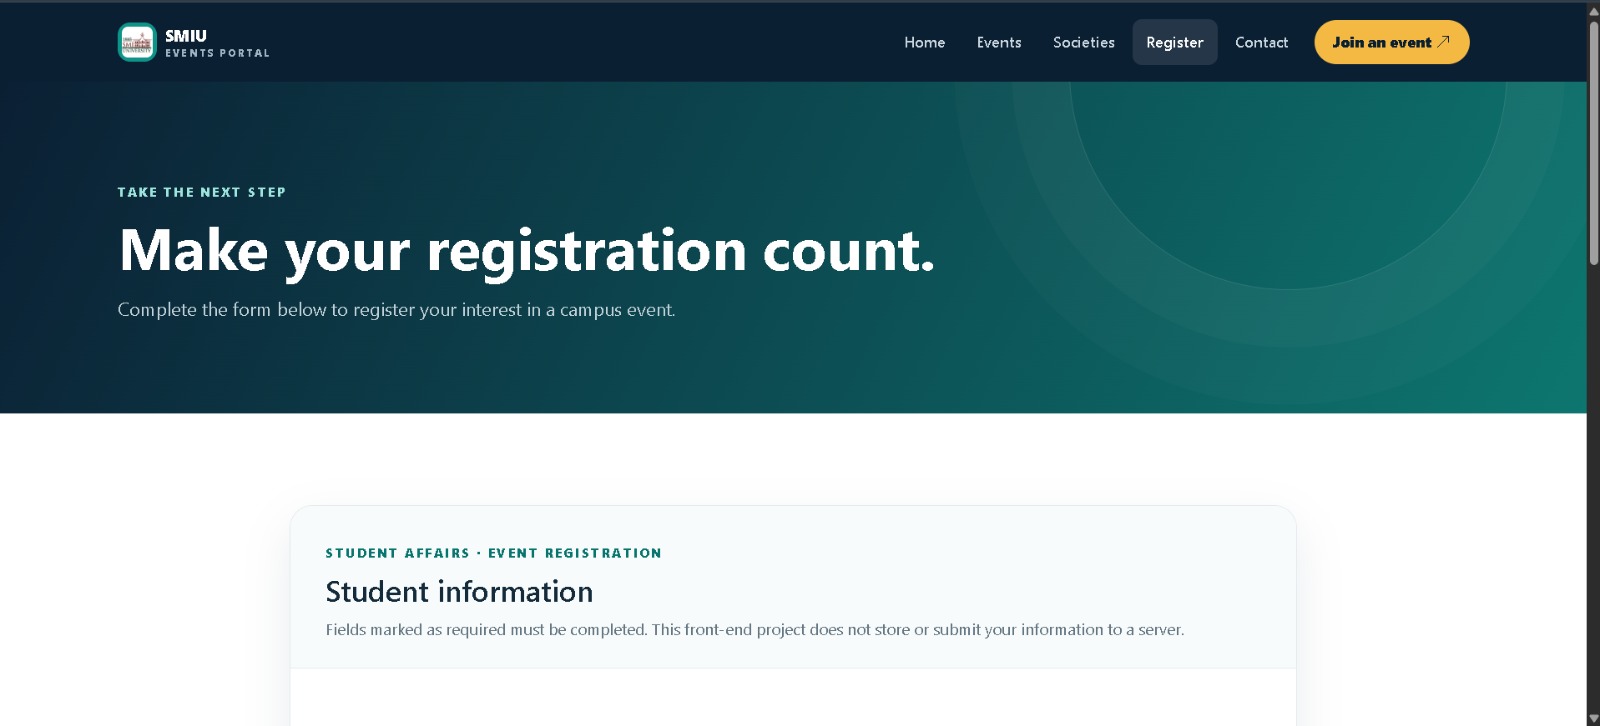 SMIU
EVENTS PORTAL
Home
Events
Societies
Register
Contact
Join an event ↗
TAKE THE NEXT STEP
Make your registration count.
Complete the form below to register your interest in a campus event.
STUDENT AFFAIRS · EVENT REGISTRATION
Student information
Fields marked as required must be completed. This front-end project does not store or submit your information to a server.